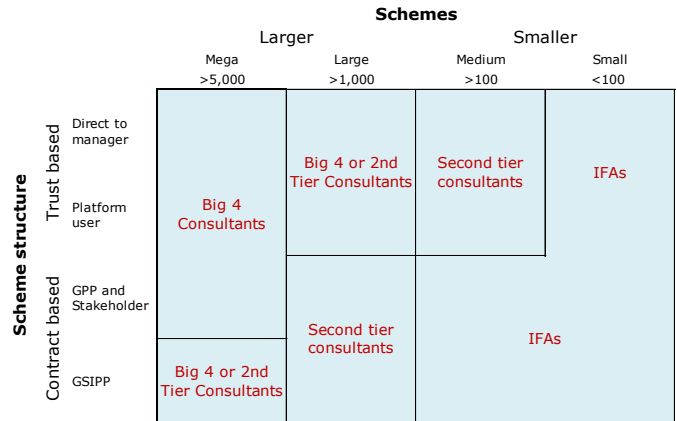 Schemes
Larger
Smaller
Mega
>5,000
Large
>1,000
Medium
>100
Small
<100
Scheme structure
Trust based
Direct to
manager
Platform
user
Contract based
GPP and
Stakeholder
GSIPP
Big 4
Consultants
Big 4 or 2nd
Tier Consultants
Second tier
consultants
IFAs
Second tier
consultants
IFAs
Big 4 or 2nd
Tier Consultants